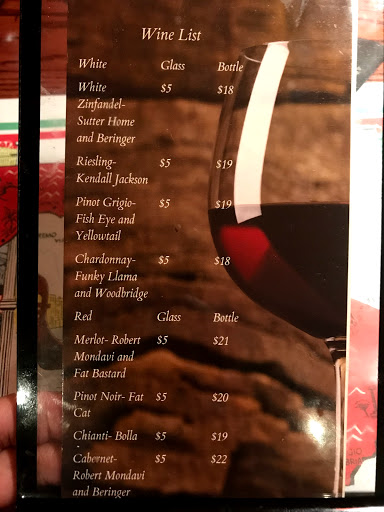 Wine List
White Glass Bottle
White $5 $18
Zinfandel-
Sutter Home
and Beringer
Riesling- $5 $19
Kendall Jackson
Pinot Grigio- $5 $19
Fish Eye and
Yellowtail
Chardonnay- $5 $18
Funky Llama
and Woodbridge
Red Glass Bottle
Merlot- Robert $5 $21
Mondavi and
Fat Bastard
Pinot Noir- Fat $5 $20
Cat
Chianti- Bolla $5 $19
Cabernet- $5 $22
Robert Mondavi
and Beringer